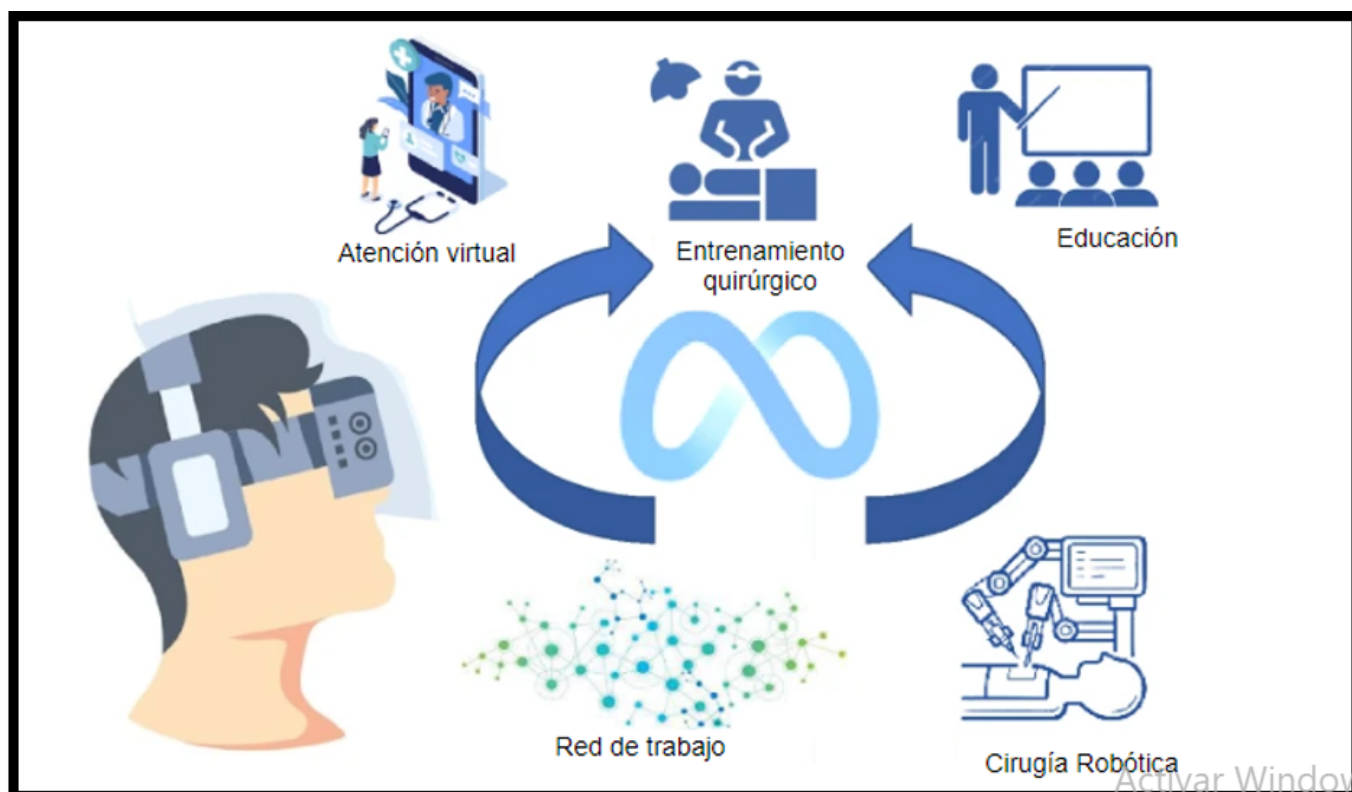 Atención virtual
Entrenamiento
quirúrgico
Educación
Red de trabajo
Cirugía Robótica
Activar Window